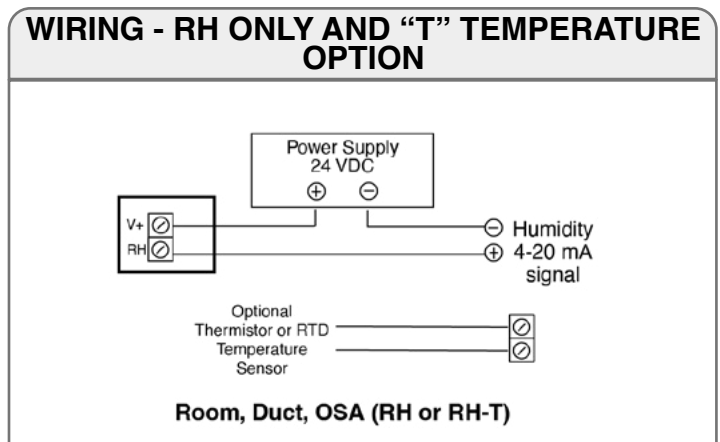 WIRING - RH ONLY AND “T” TEMPERATURE
OPTION
Power Supply
24 VDC
+ −
V+
RH
− Humidity
+ 4-20 mA
signal
Optional
Thermistor or RTD
Temperature
Sensor
Room, Duct, OSA (RH or RH-T)